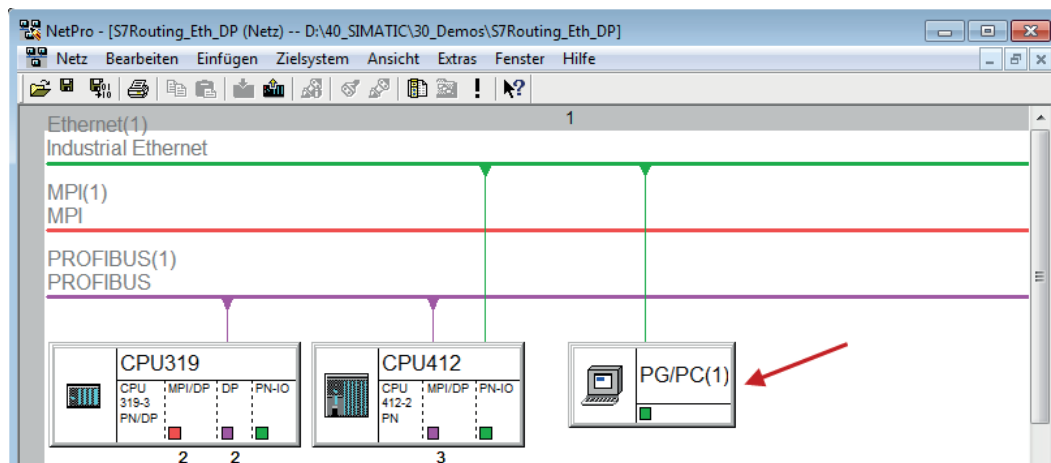 NetPro - [S7Routing_Eth_DP (Netz) -- D:\40_SIMATIC\30_Demos\S7Routing_Eth_DP]
Netz Bearbeiten Einfügen Zielsystem Ansicht Extras Fenster Hilfe
Ethernet(1) 1
Industrial Ethernet
MPI(1)
MPI
PROFIBUS(1)
PROFIBUS
CPU319
CPU 319-3 PN/DP
MPI/DP DP PN-IO
2 2
CPU412
CPU 412-2 PN
MPI/DP PN-IO
3
PG/PC(1)